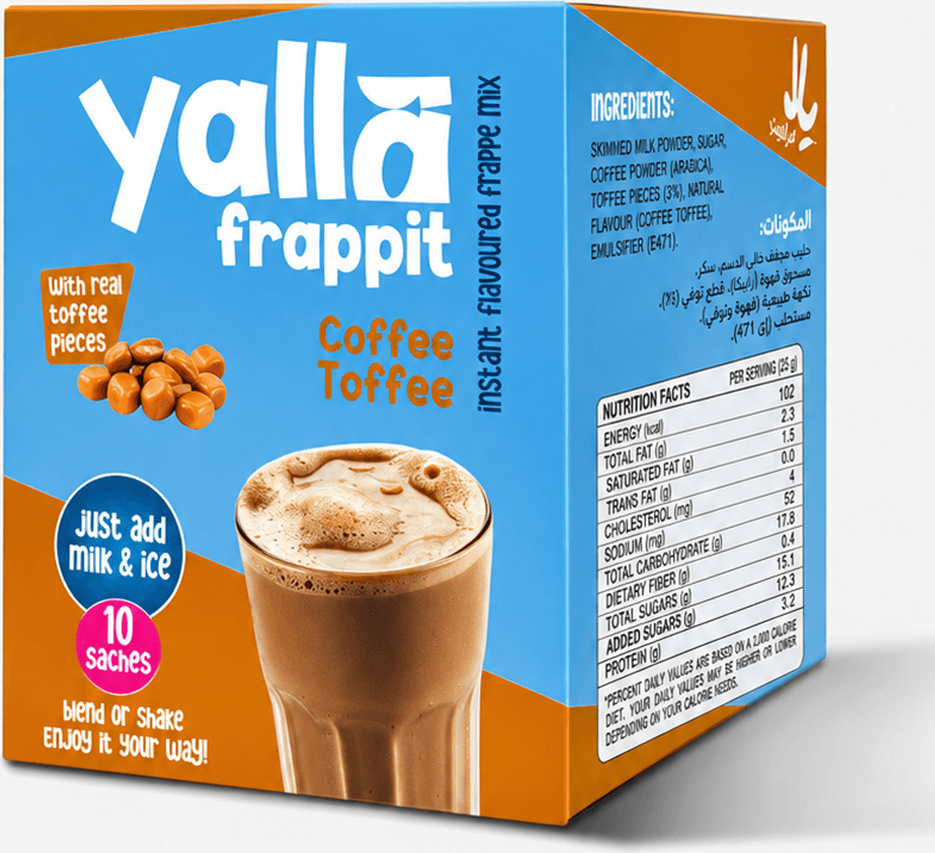 yalla
frappit
instant flavoured frappe mix
With real
toffee
pieces
Coffee
Toffee
just add
milk & ice
10
saches
blend or shake
Enjoy it your way!
يلا
INGREDIENTS:
SKIMMED MILK POWDER, SUGAR,
COFFEE POWDER (ARABICA),
TOFFEE PIECES (3%), NATURAL
FLAVOUR (COFFEE TOFFEE),
EMULSIFIER (E471).
المكونات:
حليب مجفف خالي الدسم، سكر،
مسحوق قهوة (رابيكا)، قطع توفي (٣%)،
نكهة طبيعية (قهوة وتوفي)،
مستحلب (إي 471).
NUTRITION FACTS PER SERVING (25 g)
ENERGY (kcal) 102
TOTAL FAT (g) 2.3
SATURATED FAT (g) 1.5
TRANS FAT (g) 0.0
CHOLESTEROL (mg) 4
SODIUM (mg) 52
TOTAL CARBOHYDRATE (g) 17.8
DIETARY FIBER (g) 0.4
TOTAL SUGARS (g) 15.1
ADDED SUGARS (g) 12.3
PROTEIN (g) 3.2
*PERCENT DAILY VALUES ARE BASED ON A 2,000 CALORIE
DIET. YOUR DAILY VALUES MAY BE HIGHER OR LOWER
DEPENDING ON YOUR CALORIE NEEDS.